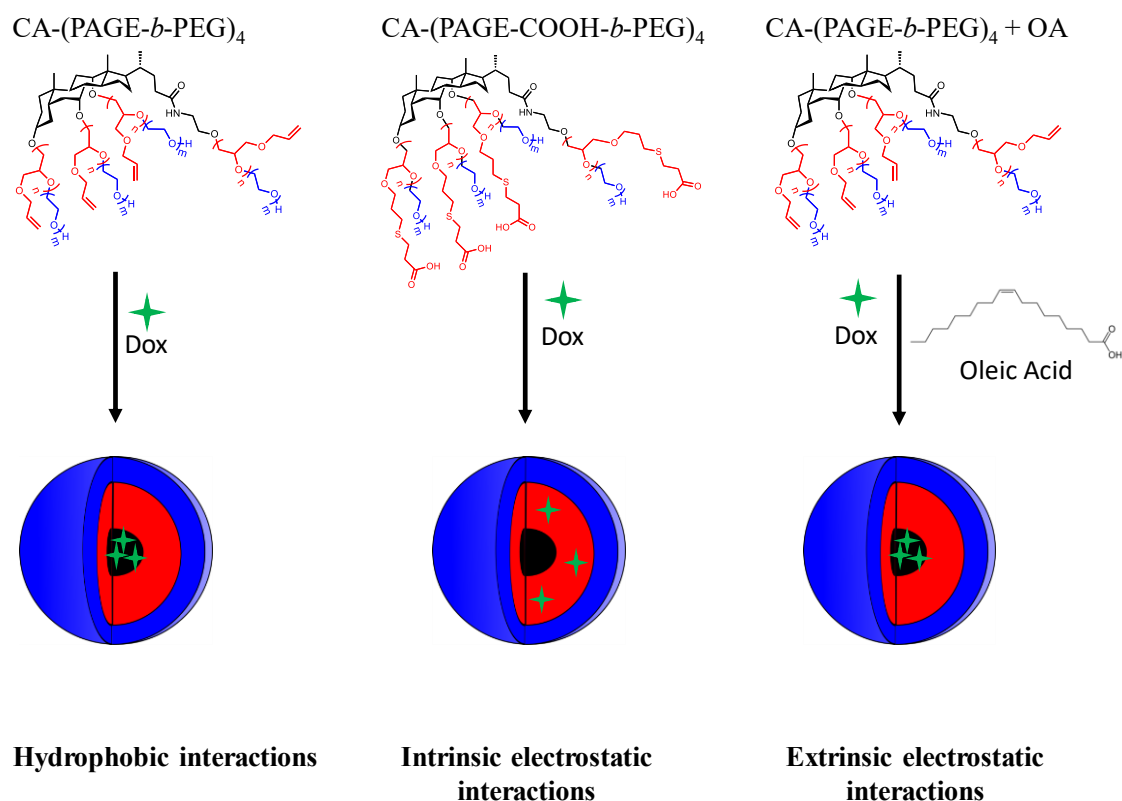 CA-(PAGE-b-PEG)4
CA-(PAGE-COOH-b-PEG)4
CA-(PAGE-b-PEG)4 + OA
Dox
Dox
Dox
Oleic Acid
Hydrophobic interactions
Intrinsic electrostatic
interactions
Extrinsic electrostatic
interactions